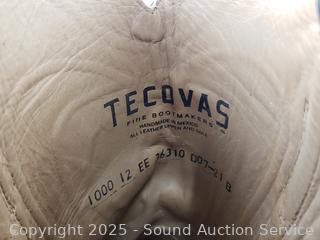 TECOVAS
FINE BOOTMAKERS
HANDMADE IN MEXICO
ALL LEATHER UPPER AND SOLE
1000 12 EE 76310 D07-21B
Copyright 2025 - Sound Auction Service